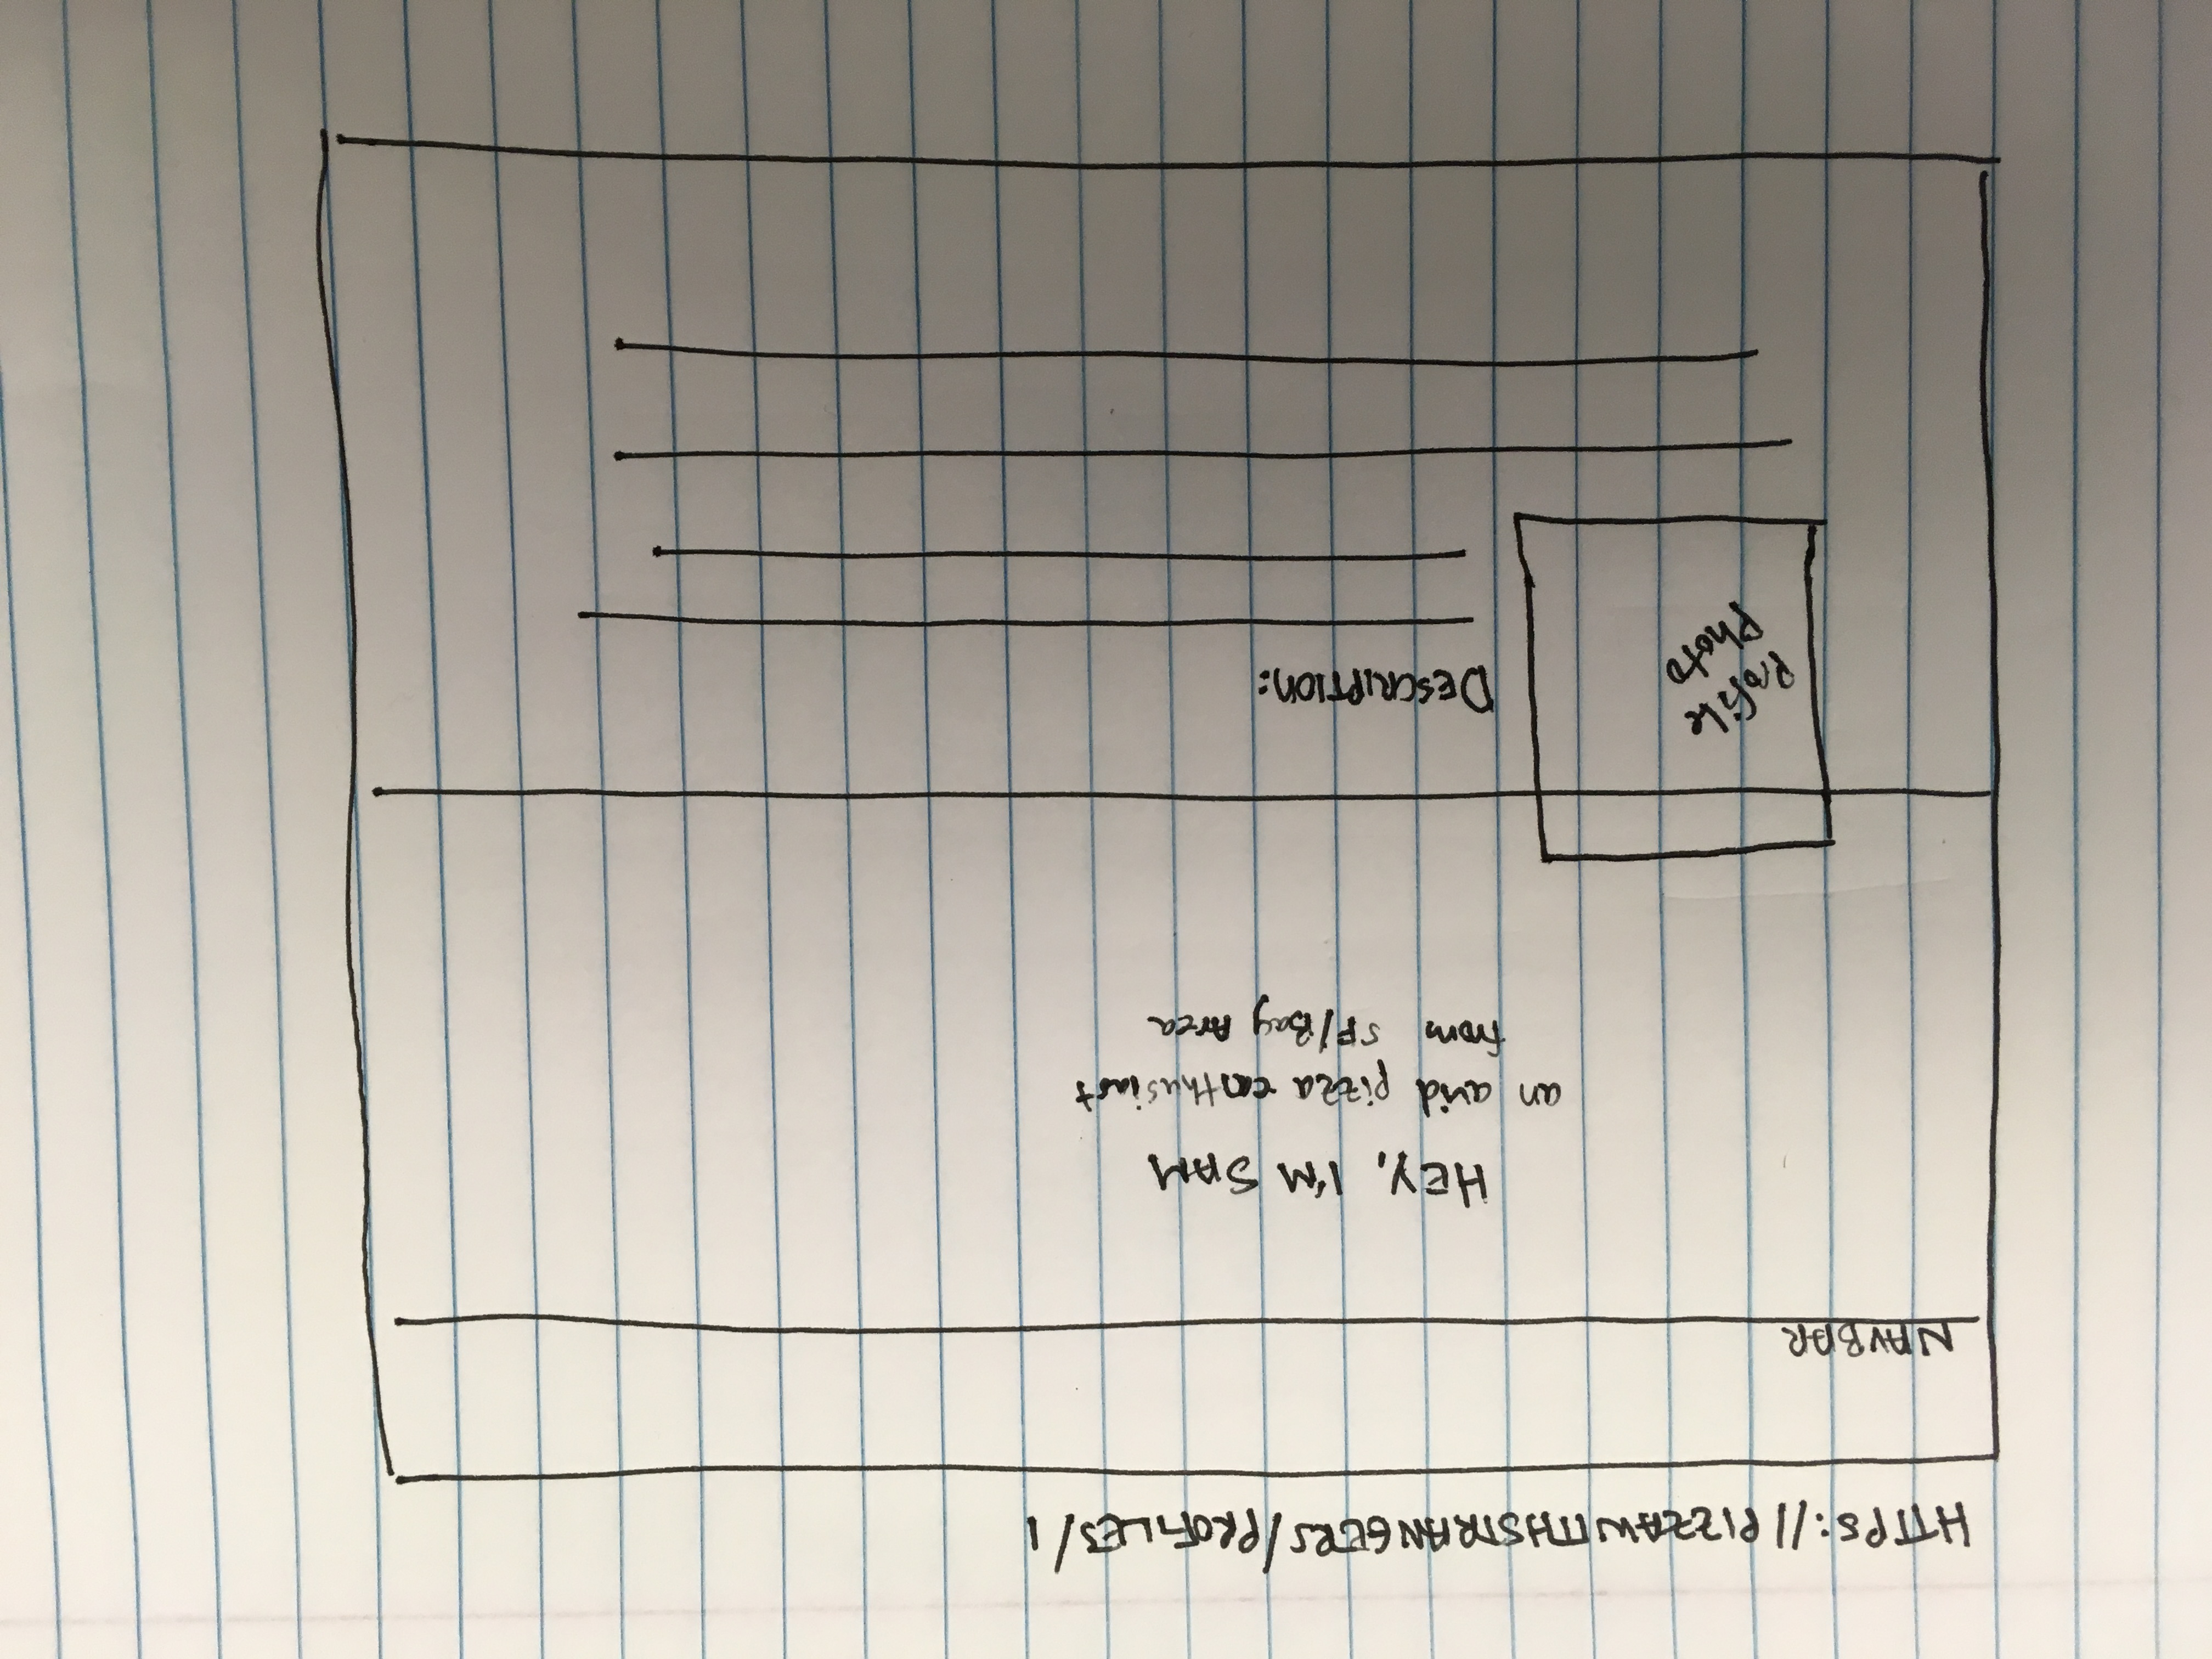 HTTPS://PIZZAWITHSTRANGERS/PROFILES/1
NAVBAR
HEY, I'M SAM
an avid pizza enthusiast
from SF/Bay Area
DESCRIPTION:
Profile
Photo